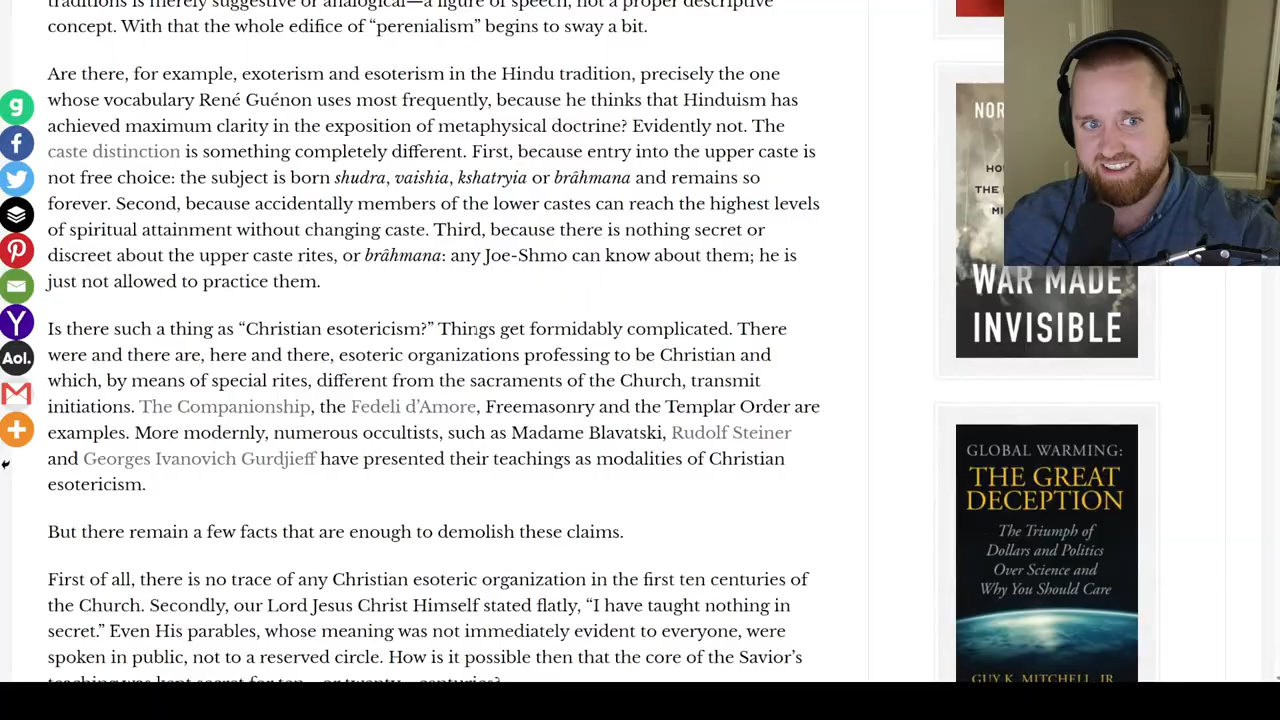 traditions is merely suggestive or analogical—a figure of speech, not a proper descriptive
concept. With that the whole edifice of “perenialism” begins to sway a bit.
Are there, for example, exoterism and esoterism in the Hindu tradition, precisely the one
whose vocabulary René Guénon uses most frequently, because he thinks that Hinduism has
achieved maximum clarity in the exposition of metaphysical doctrine? Evidently not. The
caste distinction is something completely different. First, because entry into the upper caste is
not free choice: the subject is born shudra, vaishia, kshatryia or brâhmana and remains so
forever. Second, because accidentally members of the lower castes can reach the highest levels
of spiritual attainment without changing caste. Third, because there is nothing secret or
discreet about the upper caste rites, or brâhmana: any Joe-Shmo can know about them; he is
just not allowed to practice them.
Is there such a thing as “Christian esotericism?” Things get formidably complicated. There
were and there are, here and there, esoteric organizations professing to be Christian and
which, by means of special rites, different from the sacraments of the Church, transmit
initiations. The Companionship, the Fedeli d’Amore, Freemasonry and the Templar Order are
examples. More modernly, numerous occultists, such as Madame Blavatski, Rudolf Steiner
and Georges Ivanovich Gurdjieff have presented their teachings as modalities of Christian
esotericism.
But there remain a few facts that are enough to demolish these claims.
First of all, there is no trace of any Christian esoteric organization in the first ten centuries of
the Church. Secondly, our Lord Jesus Christ Himself stated flatly, “I have taught nothing in
secret.” Even His parables, whose meaning was not immediately evident to everyone, were
spoken in public, not to a reserved circle. How is it possible then that the core of the Savior’s
teaching was kept secret for ten—or twenty—centuries?
g
Y
Aol.
NOR
HO
THE
MI
WAR MADE
INVISIBLE
GLOBAL WARMING:
THE GREAT
DECEPTION
The Triumph of
Dollars and Politics
Over Science and
Why You Should Care
GUY K. MITCHELL, JR.